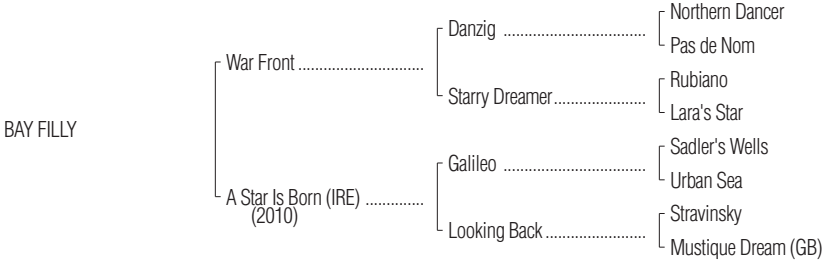 Northern Dancer
Danzig ..................................
Pas de Nom
War Front ..............................
Rubiano
Starry Dreamer......................
Lara's Star
BAY FILLY
Sadler's Wells
Galileo ..................................
Urban Sea
A Star Is Born (IRE) ..............
(2010)
Stravinsky
Looking Back........................
Mustique Dream (GB)